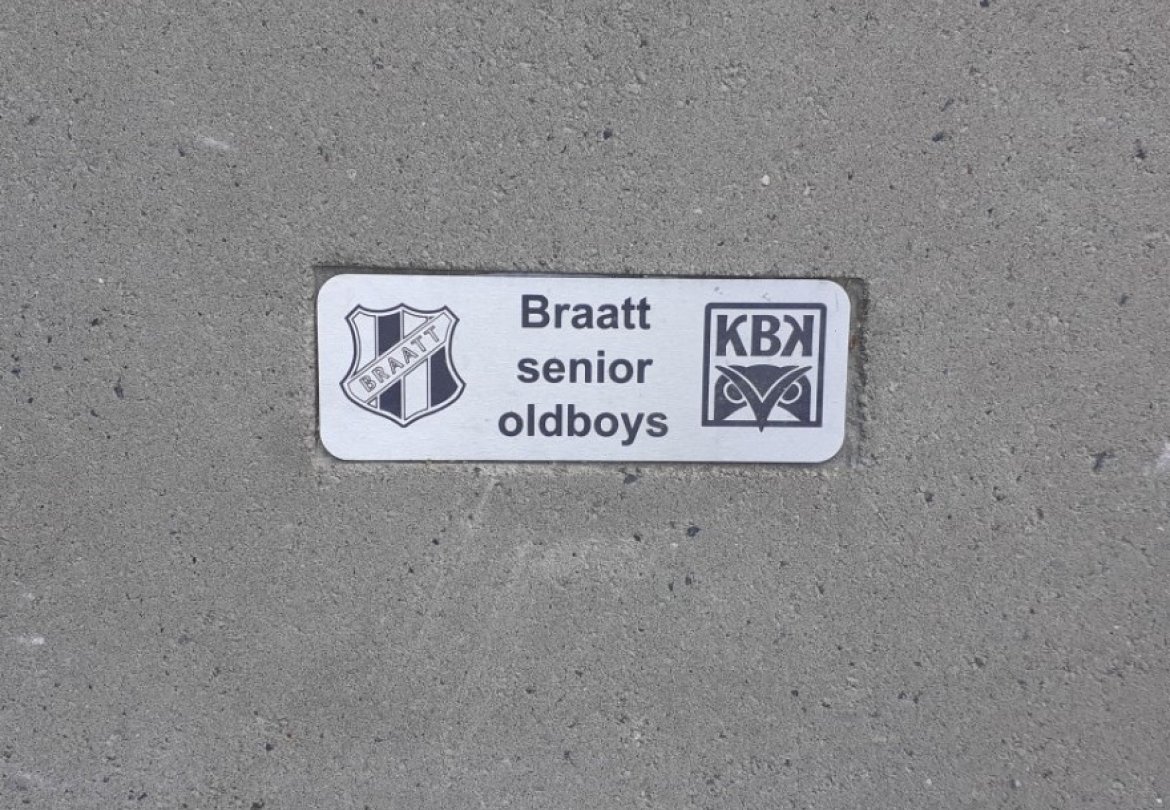 BRAATT
Braatt
senior
oldboys
KBK